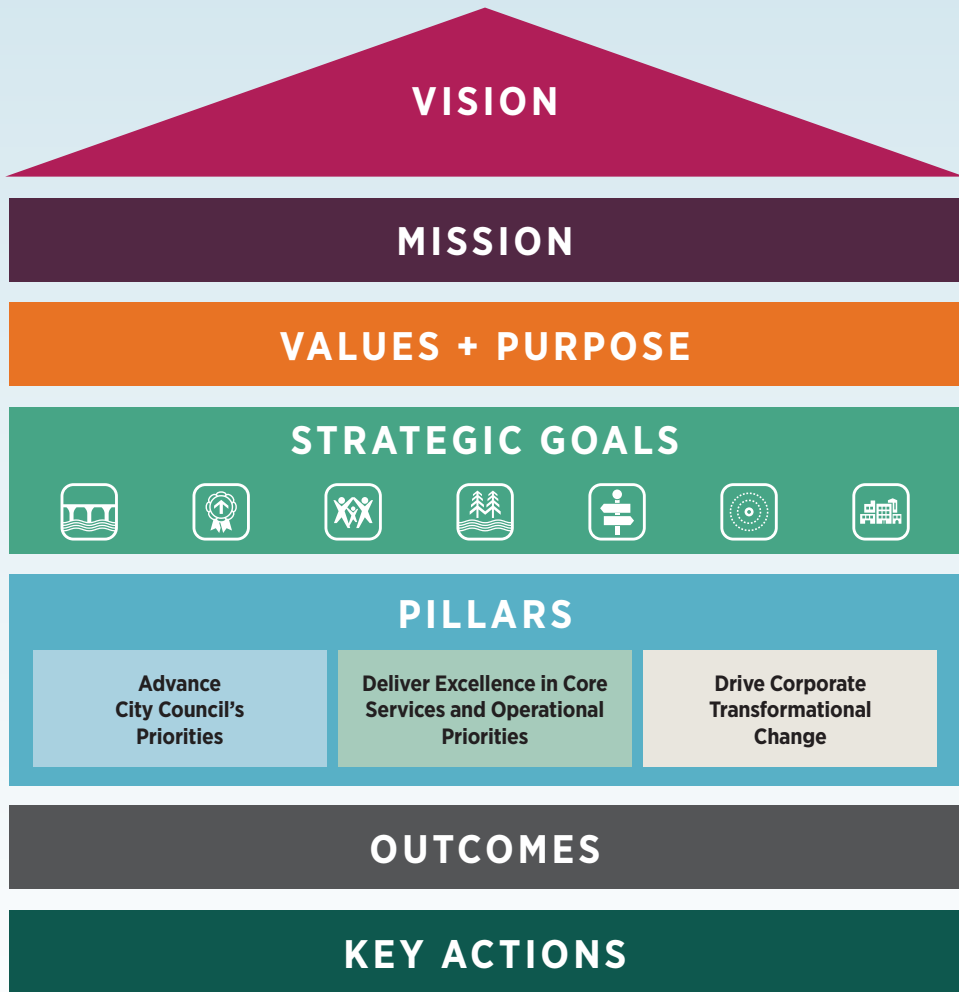 VISION
MISSION
VALUES + PURPOSE
STRATEGIC GOALS
PILLARS
Advance
City Council’s
Priorities
Deliver Excellence in Core
Services and Operational
Priorities
Drive Corporate
Transformational
Change
OUTCOMES
KEY ACTIONS